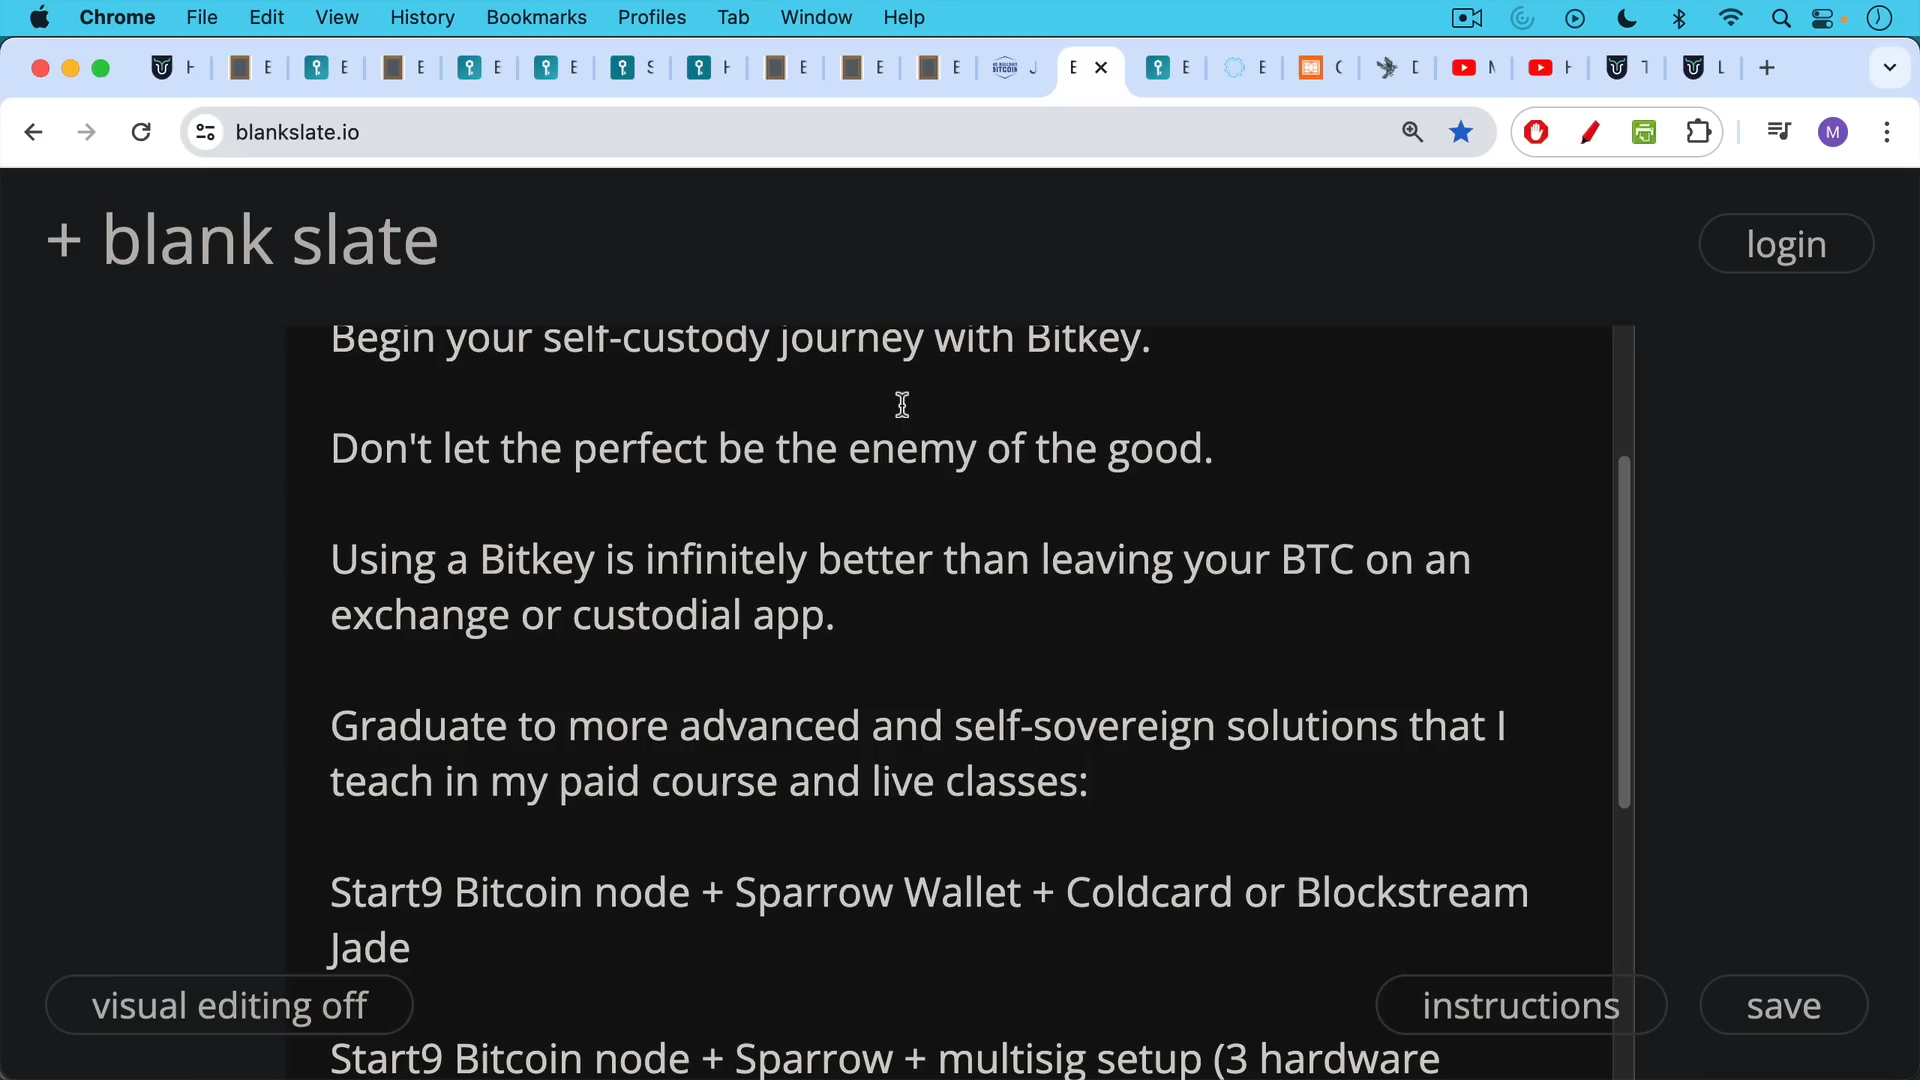 Chrome File Edit View History Bookmarks Profiles Tab Window Help
H E E E E E S H E E E BITCOIN J E E E C D N H T L
blankslate.io
M
+ blank slate
login
Begin your self-custody journey with Bitkey.
Don't let the perfect be the enemy of the good.
Using a Bitkey is infinitely better than leaving your BTC on an
exchange or custodial app.
Graduate to more advanced and self-sovereign solutions that I
teach in my paid course and live classes:
Start9 Bitcoin node + Sparrow Wallet + Coldcard or Blockstream
Jade
visual editing off
instructions
save
Start9 Bitcoin node + Sparrow + multisig setup (3 hardware